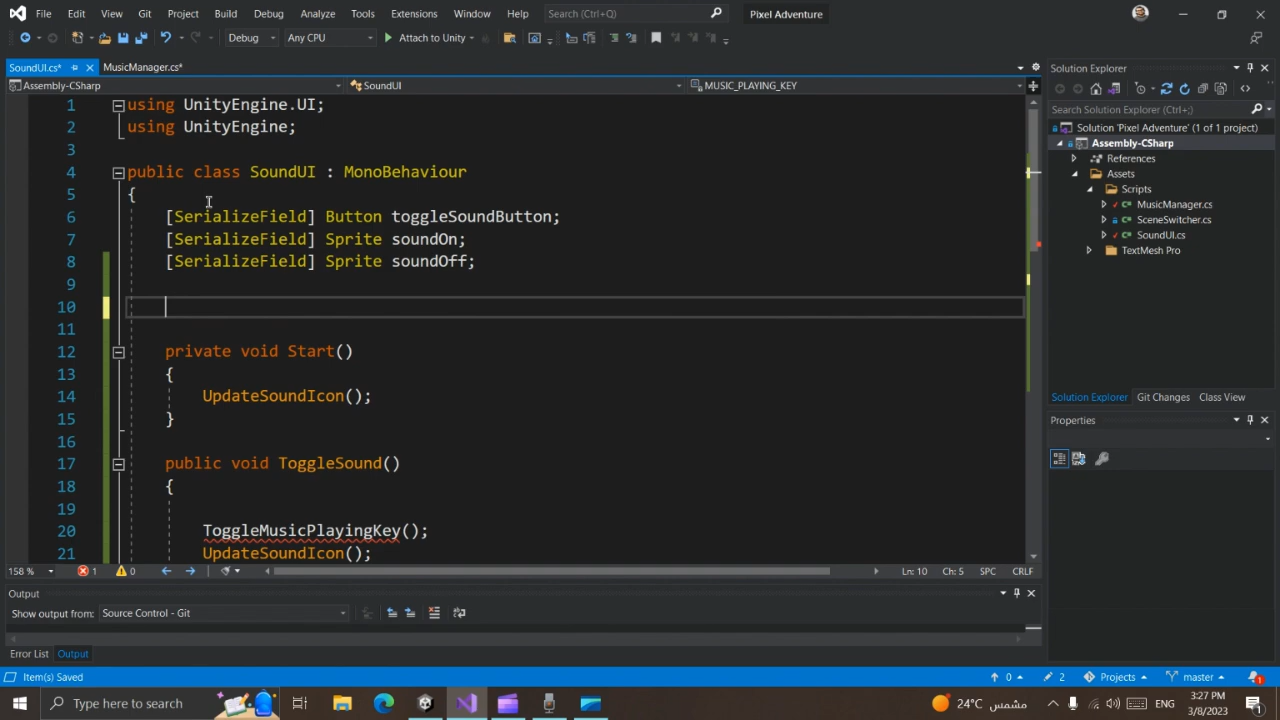 File Edit View Git Project Build Debug Analyze Tools Extensions Window Help Search (Ctrl+Q) Pixel Adventure
Debug Any CPU Attach to Unity
SoundUI.cs* MusicManager.cs*
Assembly-CSharp SoundUI MUSIC_PLAYING_KEY
1 using UnityEngine.UI;
2 using UnityEngine;
3
4 public class SoundUI : MonoBehaviour
5 {
6 [SerializeField] Button toggleSoundButton;
7 [SerializeField] Sprite soundOn;
8 [SerializeField] Sprite soundOff;
9
10
11
12 private void Start()
13 {
14 UpdateSoundIcon();
15 }
16
17 public void ToggleSound()
18 {
19
20 ToggleMusicPlayingKey();
21 UpdateSoundIcon();
158 % 1 0 Ln: 10 Ch: 5 SPC CRLF
Solution Explorer
Search Solution Explorer (Ctrl+;)
Solution 'Pixel Adventure' (1 of 1 project)
Assembly-CSharp
References
Assets
Scripts
MusicManager.cs
SceneSwitcher.cs
SoundUI.cs
TextMesh Pro
Solution Explorer Git Changes Class View
Properties
Output
Show output from: Source Control - Git
Error List Output
Item(s) Saved 0 2 Projects master 1
Type here to search 24°C مشمس 3:27 PM
3/8/2023 1